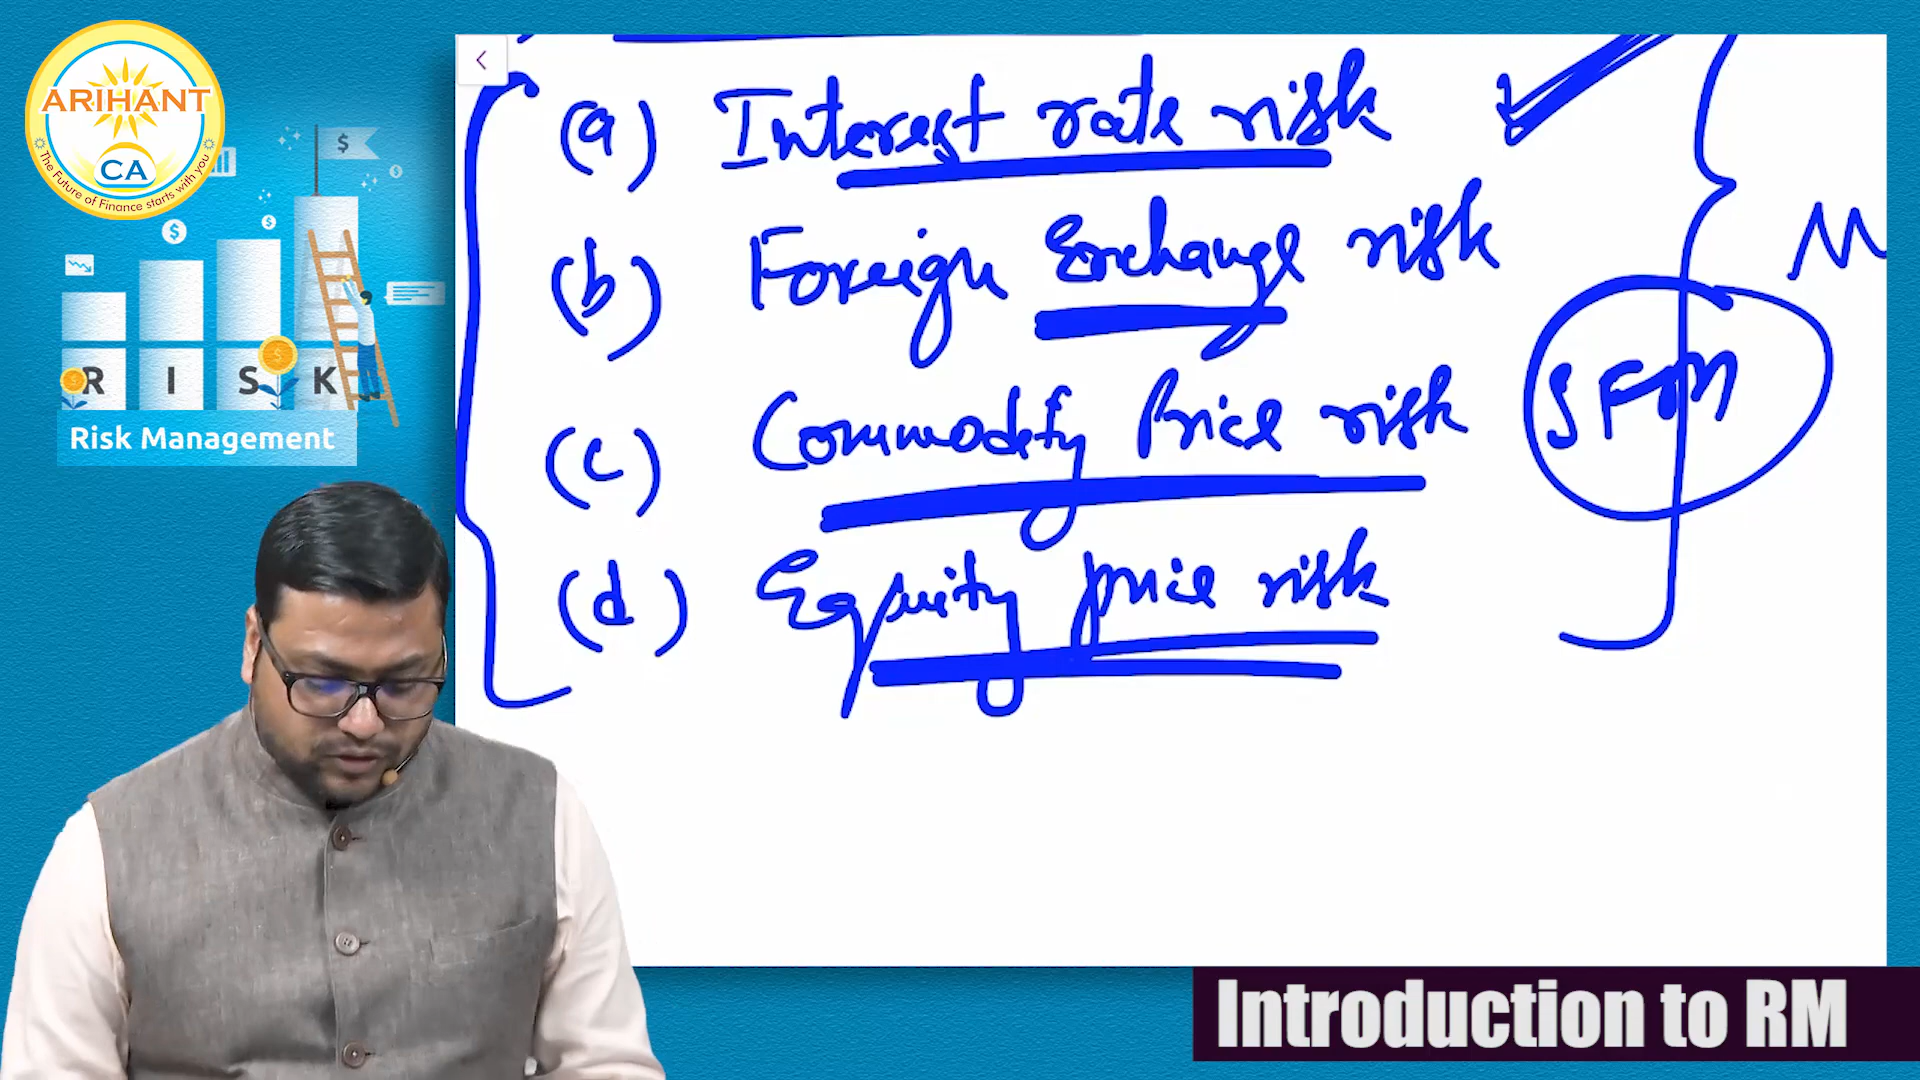 ARIHANT
CA
The Future of Finance starts with you
R I S K
Risk Management
(a) Interest rate risk
(b) Foreign Exchange risk
(c) Commodity Price risk
(d) Equity price risk
M
SFM
Introduction to RM